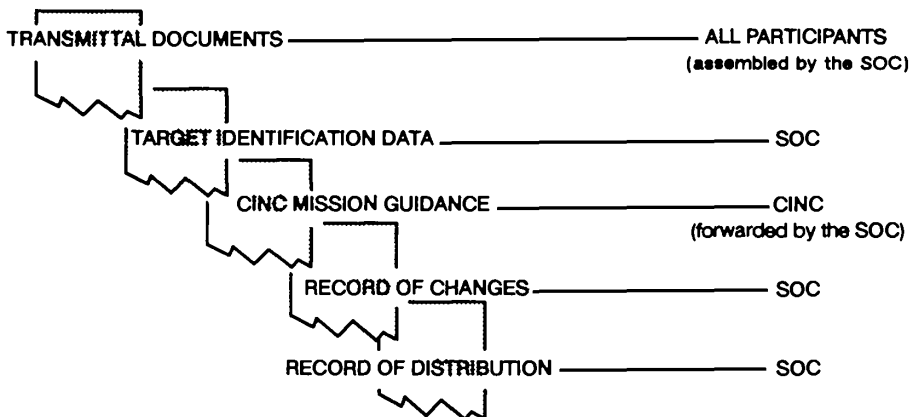 TRANSMITTAL DOCUMENTS ALL PARTICIPANTS
(assembled by the SOC)
TARGET IDENTIFICATION DATA SOC
CINC MISSION GUIDANCE CINC
(forwarded by the SOC)
RECORD OF CHANGES SOC
RECORD OF DISTRIBUTION SOC